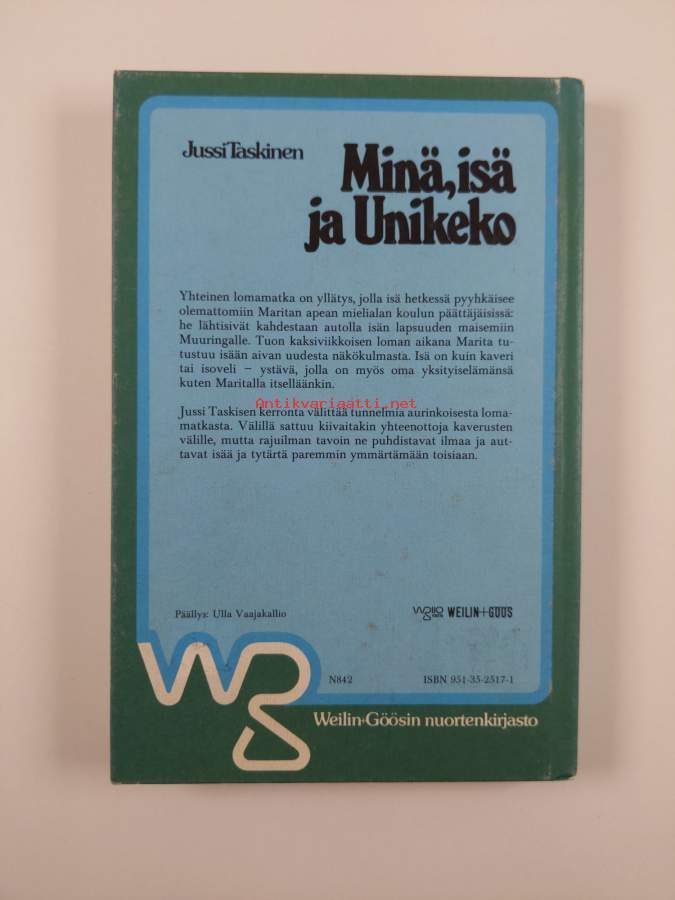 Jussi Taskinen
Minä, isä
ja Unikeko
Yhteinen lomamatka on yllätys, jolla isä hetkessä pyyhkäisee
olemattomiin Maritan apean mielialan koulun päättäjäisissä:
he lähtisivät kahdestaan autolla isän lapsuuden maisemiin
Muuringalle. Tuon kaksiviikkoisen loman aikana Marita tu-
tustuu isään aivan uudesta näkökulmasta. Isä on kuin kaveri
tai isoveli – ystävä, jolla on myös oma yksityiselämänsä
kuten Maritalla itselläänkin.
Antikvariaatti.net
Jussi Taskisen kerronta välittää tunnelmia aurinkoisesta loma-
matkasta. Välillä sattuu kiivaitakin yhteenottoja kaverusten
välille, mutta rajuilman tavoin ne puhdistavat ilmaa ja aut-
tavat isää ja tytärtä paremmin ymmärtämään toisiaan.
Päällys: Ulla Vaajakallio
WEILIN+GÖÖS
N842
ISBN 951-35-2517-1
WGS
Weilin+Göösin nuortenkirjasto